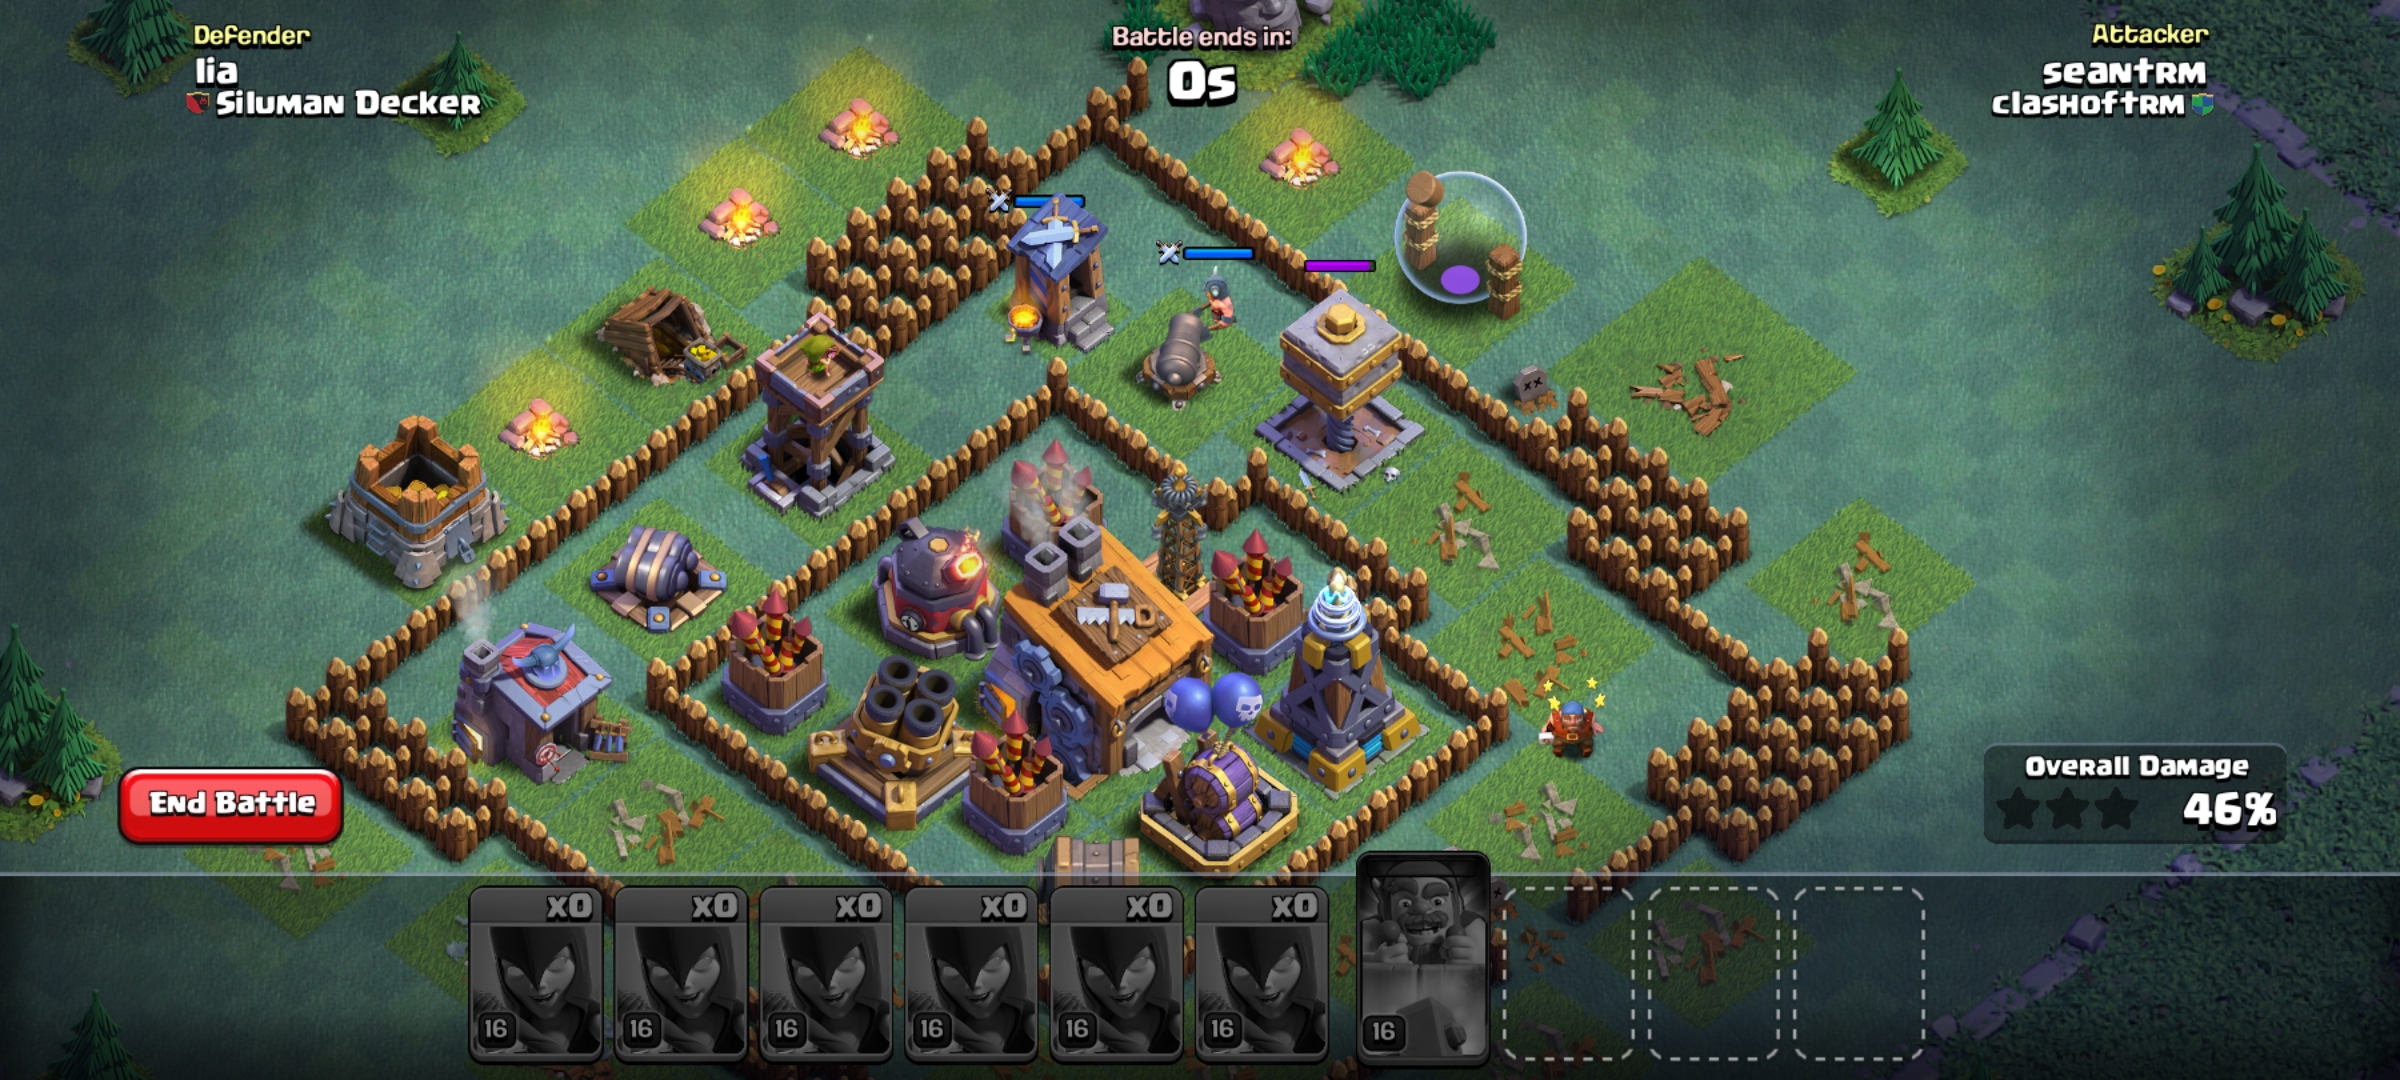 Defender
lia
Siluman Decker
Battle ends in:
0s
Attacker
seantRM
clashoftRM
End Battle
Overall Damage
46%
x0 x0 x0 x0 x0 x0
16 16 16 16 16 16 16